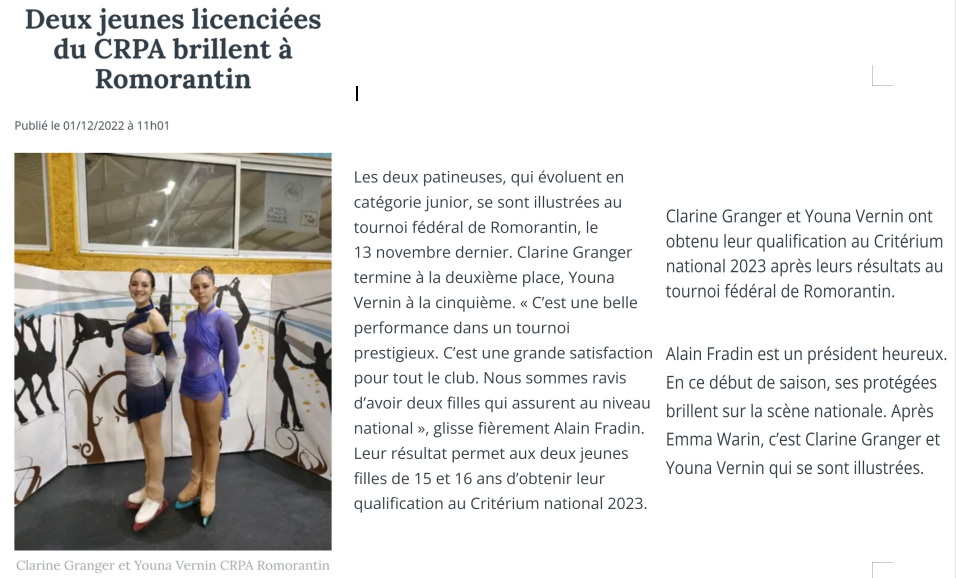 Deux jeunes licenciées
du CRPA brillent à
Romorantin
Publié le 01/12/2022 à 11h01
Clarine Granger et Youna Vernin CRPA Romorantin
Les deux patineuses, qui évoluent en
catégorie junior, se sont illustrées au
tournoi fédéral de Romorantin, le
13 novembre dernier. Clarine Granger
termine à la deuxième place, Youna
Vernin à la cinquième. « C’est une belle
performance dans un tournoi
prestigieux. C’est une grande satisfaction
pour tout le club. Nous sommes ravis
d’avoir deux filles qui assurent au niveau
national », glisse fièrement Alain Fradin.
Leur résultat permet aux deux jeunes
filles de 15 et 16 ans d’obtenir leur
qualification au Critérium national 2023.
Clarine Granger et Youna Vernin ont
obtenu leur qualification au Critérium
national 2023 après leurs résultats au
tournoi fédéral de Romorantin.
Alain Fradin est un président heureux.
En ce début de saison, ses protégées
brillent sur la scène nationale. Après
Emma Warin, c’est Clarine Granger et
Youna Vernin qui se sont illustrées.